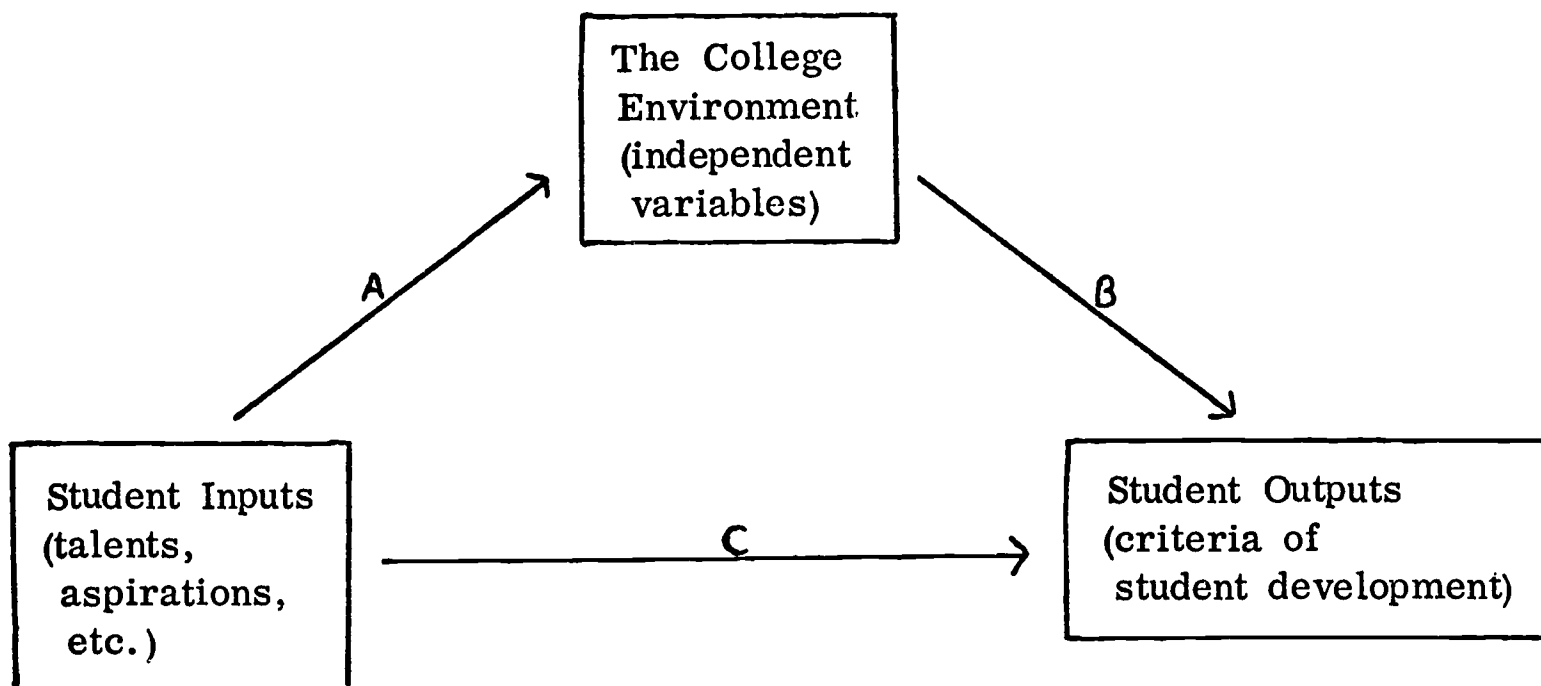 The College
Environment
(independent
variables)
A
B
Student Inputs
(talents,
aspirations,
etc.)
C
Student Outputs
(criteria of
student development)